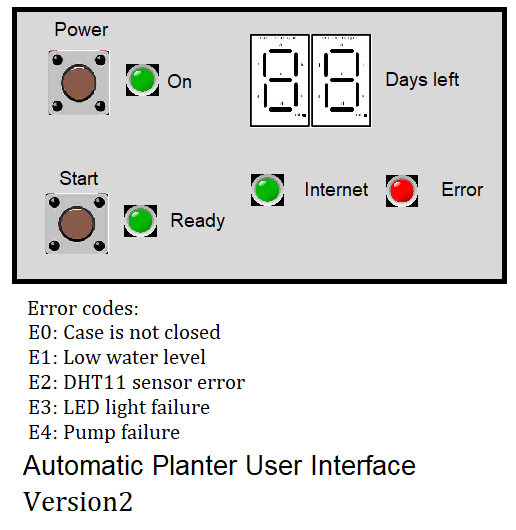 Power
On
Days left
Start
Ready
Internet
Error
Error codes:
E0: Case is not closed
E1: Low water level
E2: DHT11 sensor error
E3: LED light failure
E4: Pump failure
Automatic Planter User Interface
Version2